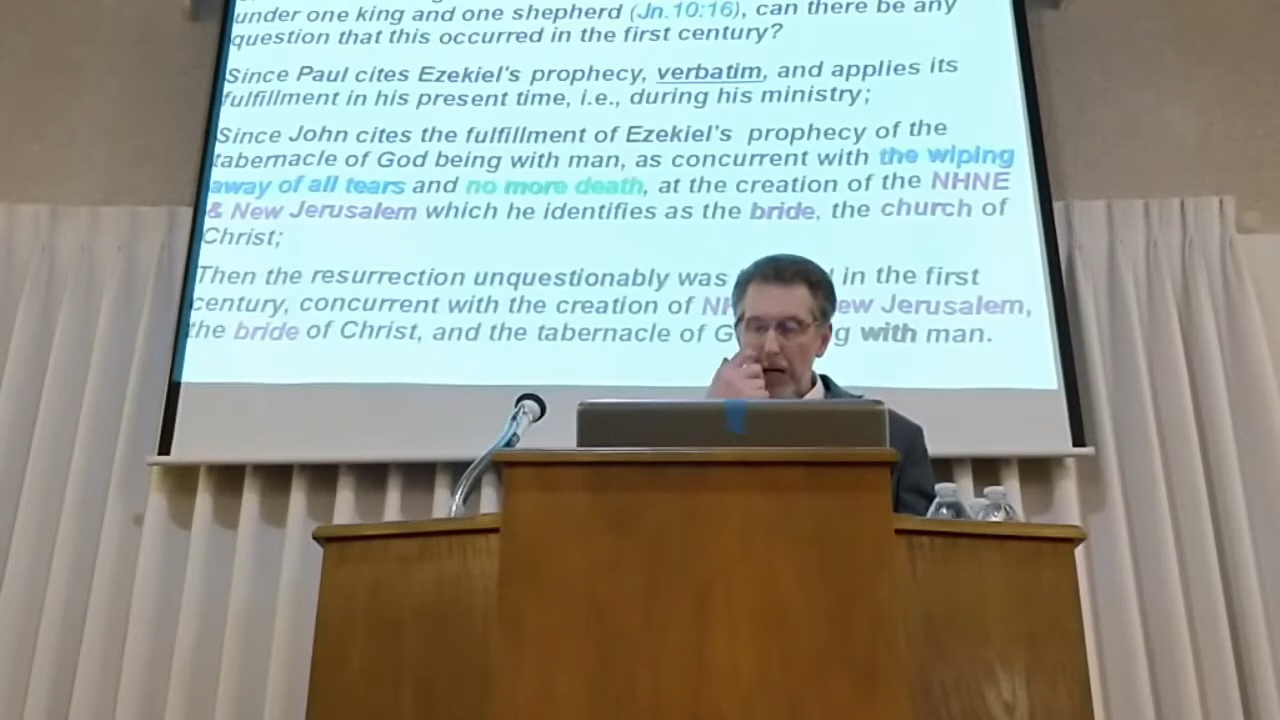 under one king and one shepherd (Jn.10:16), can there be any
question that this occurred in the first century?
Since Paul cites Ezekiel's prophecy, verbatim, and applies its
fulfillment in his present time, i.e., during his ministry;
Since John cites the fulfillment of Ezekiel's prophecy of the
tabernacle of God being with man, as concurrent with the wiping
away of all tears and no more death, at the creation of the NHNE
& New Jerusalem which he identifies as the bride, the church of
Christ;
Then the resurrection unquestionably was in the first
century, concurrent with the creation of Jerusalem,
the bride of Christ, and the tabernacle of with man.